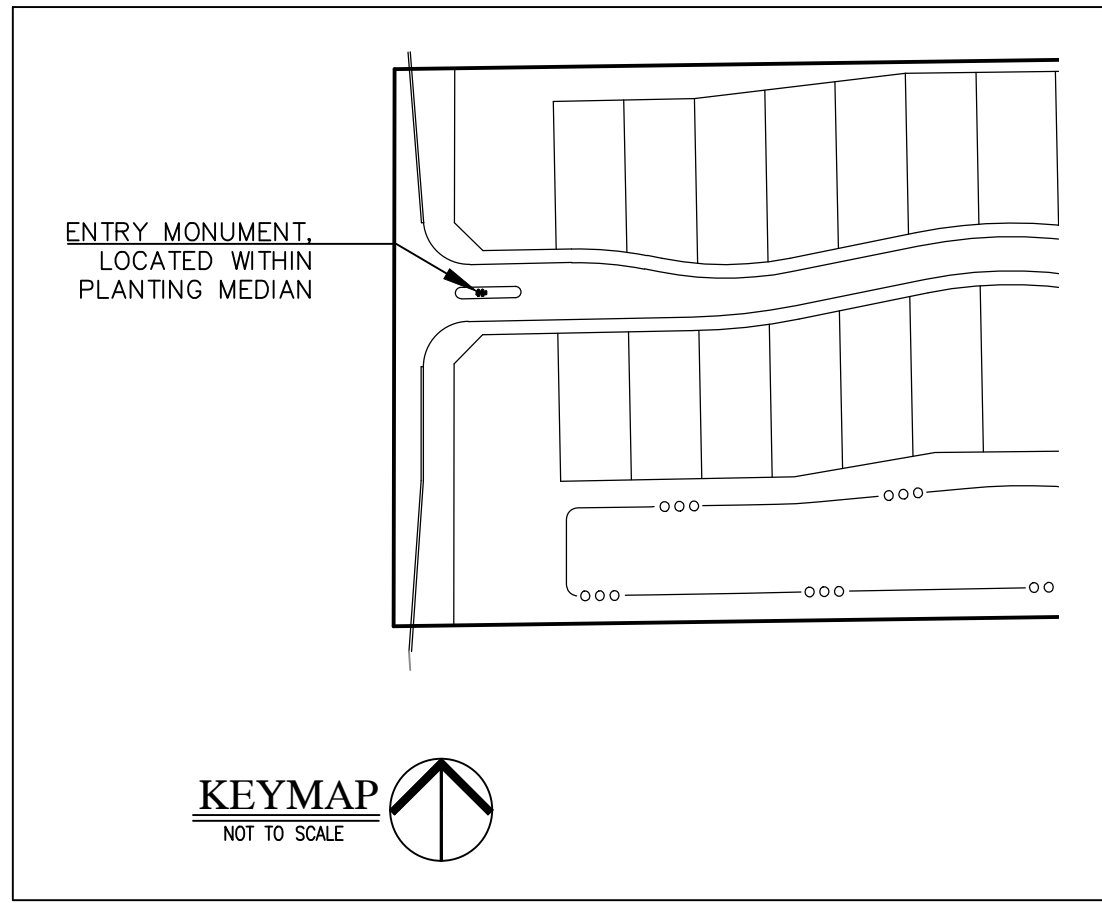 ENTRY MONUMENT,
LOCATED WITHIN
PLANTING MEDIAN
KEYMAP
NOT TO SCALE